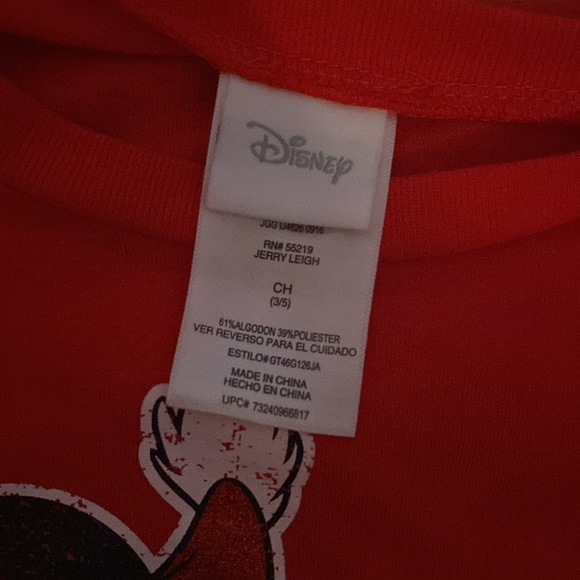 Disney
JGG U4626 0916
RN# 55219
JERRY LEIGH
CH
(3/5)
61%ALGODON 39%POLIESTER
VER REVERSO PARA EL CUIDADO
ESTILO# GT46G126JA
MADE IN CHINA
HECHO EN CHINA
UPC# 73240966817